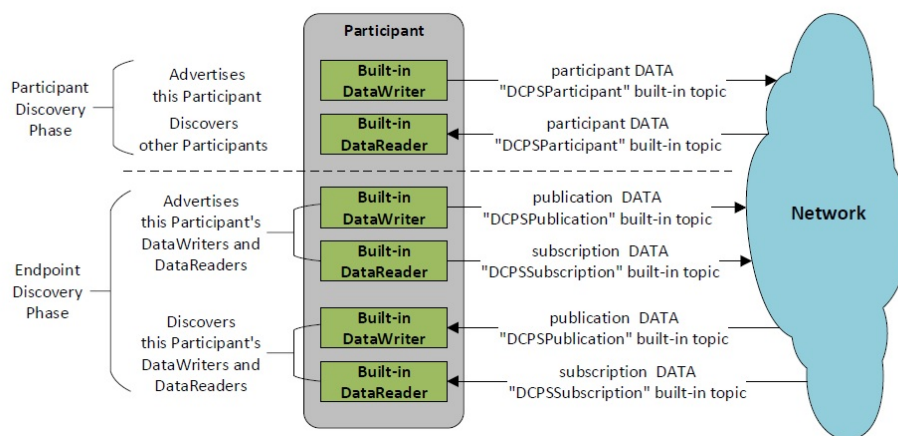 Participant
Participant
Discovery
Phase
Advertises
this Participant
Discovers
other Participants
Built-in
DataWriter
participant DATA
"DCPSParticipant" built-in topic
Built-in
DataReader
participant DATA
"DCPSParticipant" built-in topic
Endpoint
Discovery
Phase
Advertises
this Participant's
DataWriters and
DataReaders
Built-in
DataWriter
publication DATA
"DCPSPublication" built-in topic
Built-in
DataReader
subscription DATA
"DCPSSubscription" built-in topic
Discovers
this Participant's
DataWriters and
DataReaders
Built-in
DataWriter
publication DATA
"DCPSPublication" built-in topic
Built-in
DataReader
subscription DATA
"DCPSSubscription" built-in topic
Network